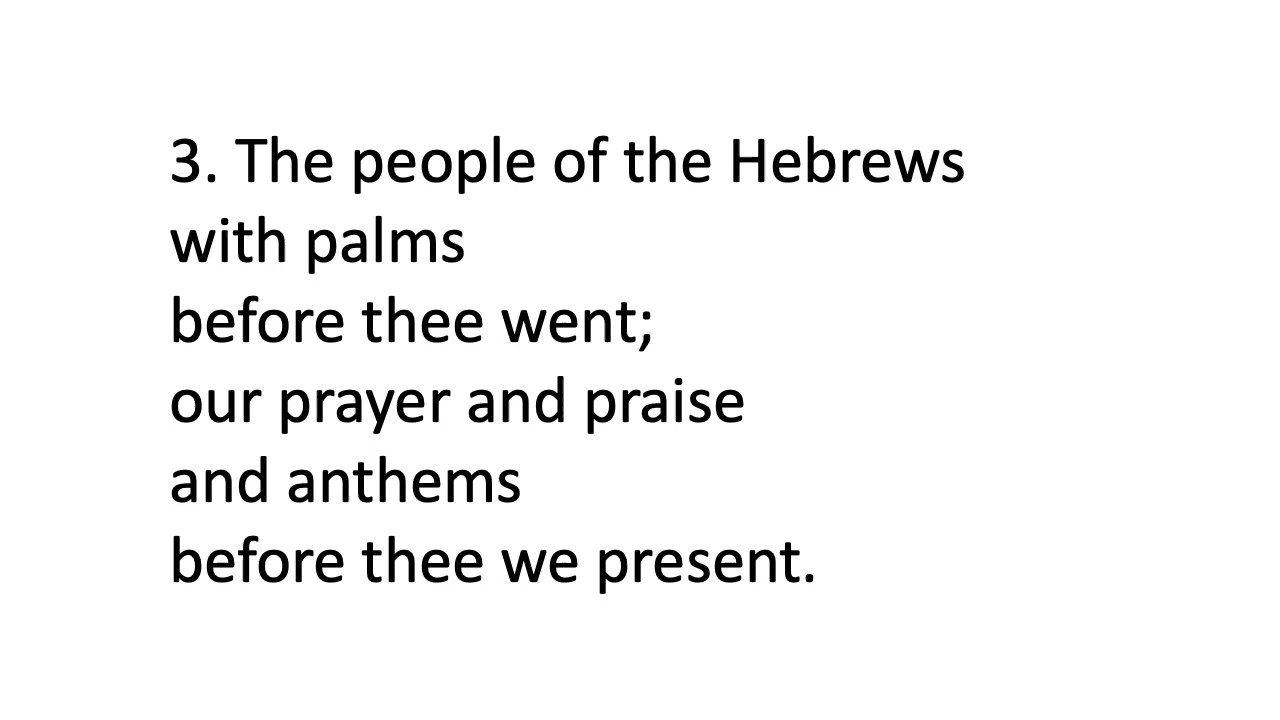 3. The people of the Hebrews
with palms
before thee went;
our prayer and praise
and anthems
before thee we present.